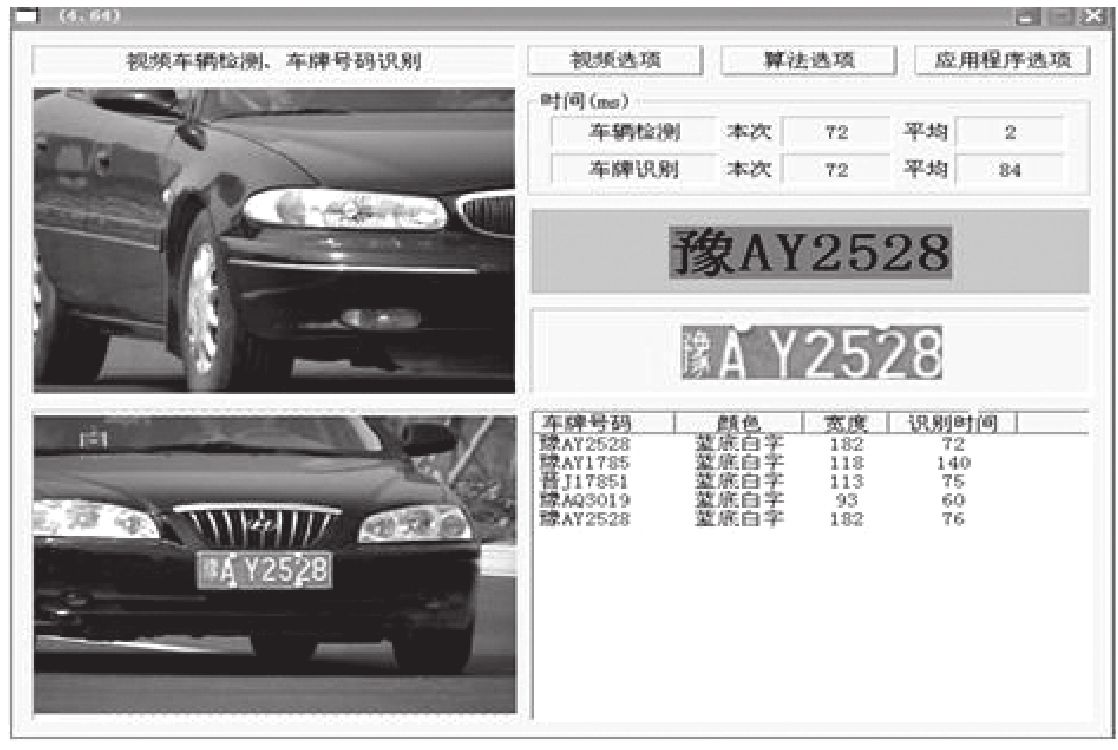 (4.64)
视频车辆检测、车牌号码识别
视频选项 算法选项 应用程序选项
时间(ms)
车辆检测 本次 72 平均 2
车牌识别 本次 72 平均 84
豫AY2528
豫A Y2528
豫A Y2528
车牌号码 颜色 宽度 识别时间
豫AY2528 蓝底白字 182 72
豫AY1785 蓝底白字 118 140
晋J17851 蓝底白字 113 75
豫AQ3019 蓝底白字 93 60
豫AY2528 蓝底白字 182 76